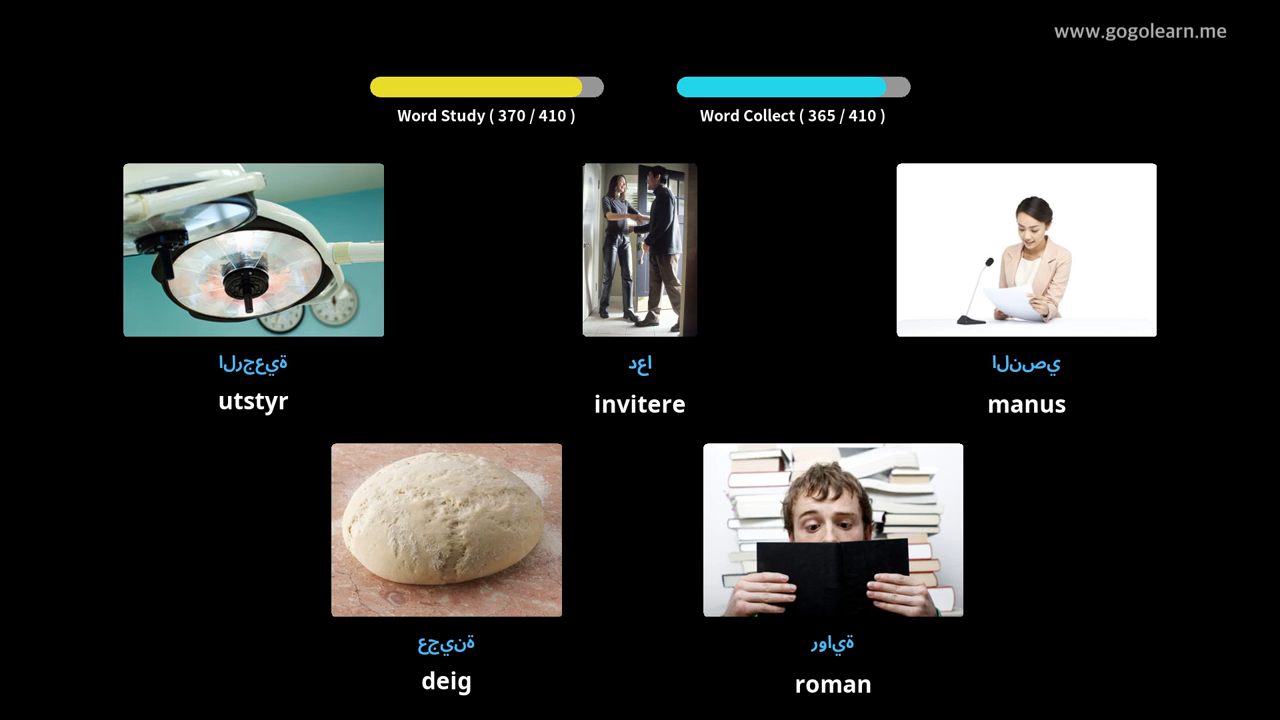 www.gogolearn.me
Word Study ( 370 / 410 )
Word Collect ( 365 / 410 )
الرجعية
دعا
النصي
utstyr
invitere
manus
عجينة
رواية
deig
roman